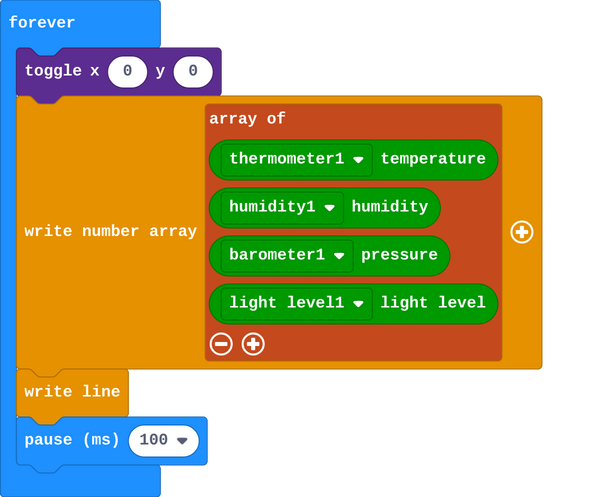 forever
toggle x 0 y 0
array of
thermometer1 temperature
humidity1 humidity
write number array
barometer1 pressure
light level1 light level
write line
pause (ms) 100